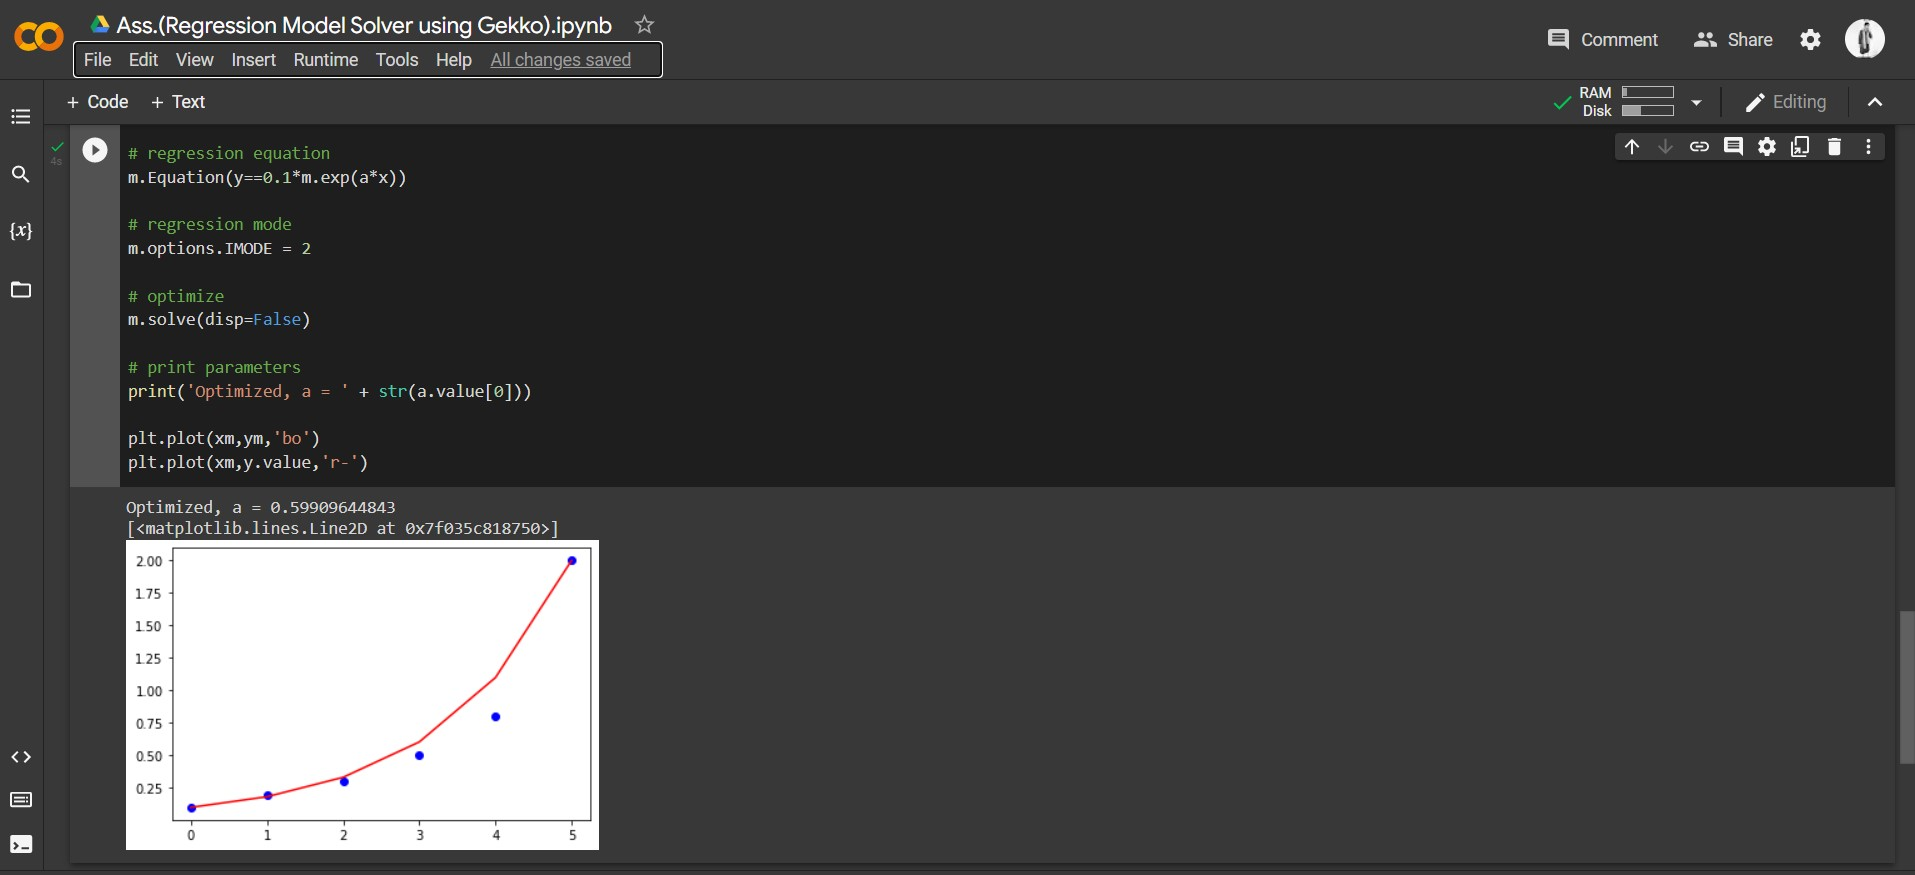 Ass.(Regression Model Solver using Gekko).ipynb
Comment
Share
File Edit View Insert Runtime Tools Help All changes saved
+ Code + Text
RAM
Disk
Editing
4s
# regression equation
m.Equation(y==0.1*m.exp(a*x))
{x}
# regression mode
m.options.IMODE = 2
# optimize
m.solve(disp=False)
# print parameters
print('Optimized, a = ' + str(a.value[0]))
plt.plot(xm,ym,'bo')
plt.plot(xm,y.value,'r-')
Optimized, a = 0.59909644843
[<matplotlib.lines.Line2D at 0x7f035c818750>]
2.00
1.75
1.50
1.25
1.00
0.75
0.50
0.25
0 1 2 3 4 5